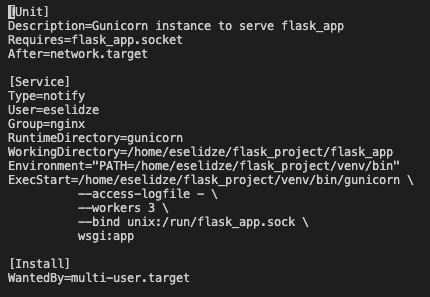 [Unit]
Description=Gunicorn instance to serve flask_app
Requires=flask_app.socket
After=network.target
[Service]
Type=notify
User=eselidze
Group=nginx
RuntimeDirectory=gunicorn
WorkingDirectory=/home/eselidze/flask_project/flask_app
Environment="PATH=/home/eselidze/flask_project/venv/bin"
ExecStart=/home/eselidze/flask_project/venv/bin/gunicorn \
--access-logfile - \
--workers 3 \
--bind unix:/run/flask_app.sock \
wsgi:app
[Install]
WantedBy=multi-user.target